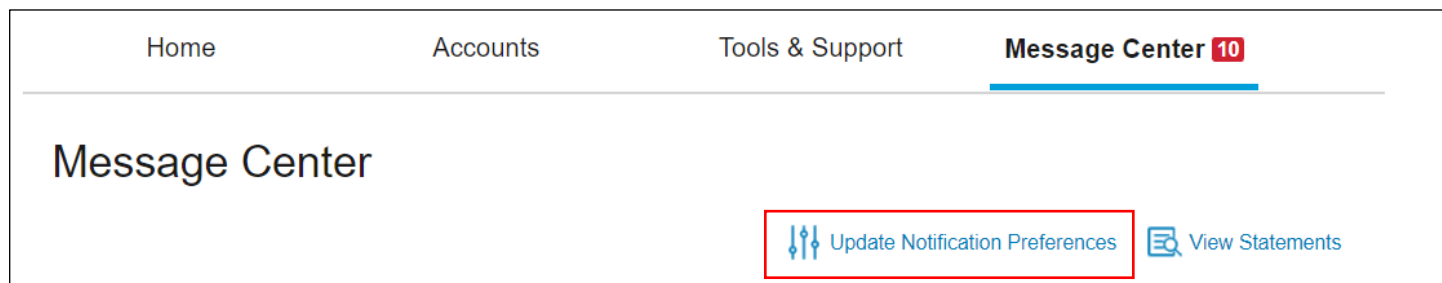 Home Accounts Tools & Support Message Center 10
Message Center
Update Notification Preferences View Statements